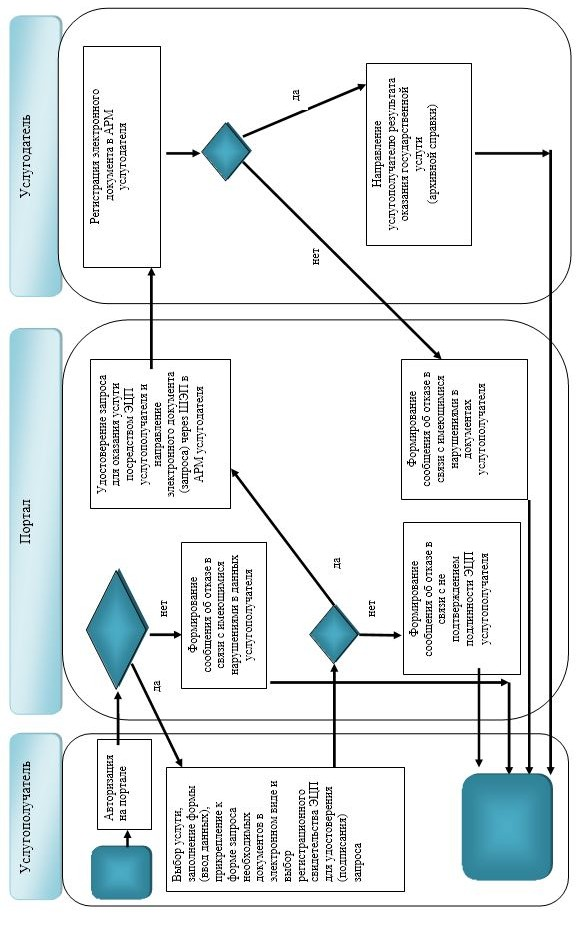 Услугополучатель
Портал
Услугодатель
Авторизация
на портале
Выбор услуги,
заполнение формы
(ввод данных),
прикрепление к
форме запроса
необходимых
документов в
электронном виде и
выбор
регистрационного
свидетельства ЭЦП
для удостоверения
(подписания)
запроса
да
нет
Формирование
сообщения об отказе в
связи с имеющимися
нарушениями в данных
услугополучателя
да
нет
Формирование
сообщения об отказе в
связи с не
подтверждением
подлинности ЭЦП
услугополучателя
Удостоверение запроса
для оказания услуги
посредством ЭЦП
услугополучателя и
направление
электронного документа
(запроса) через ШЭП в
АРМ услугодателя
Формирование
сообщения об отказе в
связи с имеющимися
нарушениями в
документах
услугополучателя
Регистрация электронного
документа в АРМ
услугодателя
да
нет
Направление
услугополучателю результата
оказания государственной
услуги
(архивной справки)